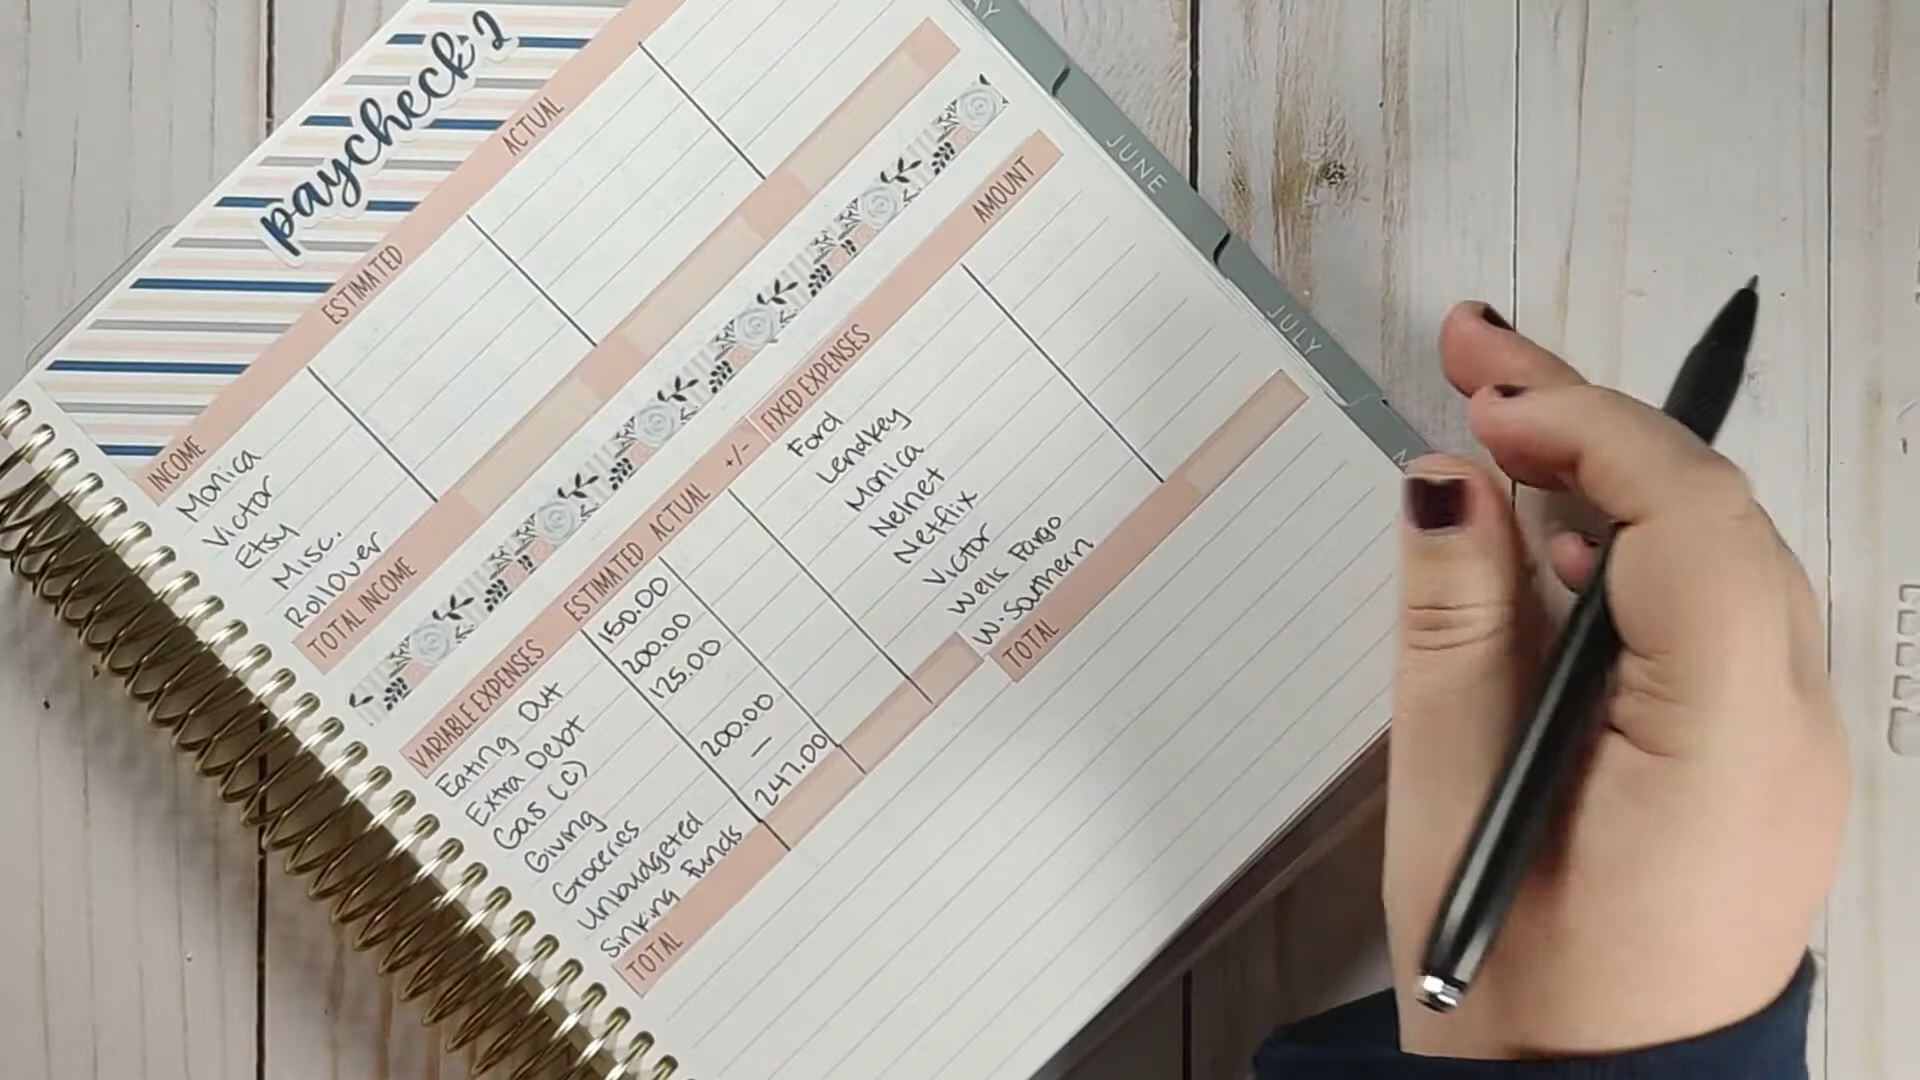 paycheck 2
INCOME ESTIMATED ACTUAL
Monica
Victor
Etsy
Misc.
Rollover
TOTAL INCOME
VARIABLE EXPENSES ESTIMATED ACTUAL +/-
Eating Out 150.00
Extra Debt 200.00
Gas (C) 125.00
Giving
Groceries 200.00
Unbudgeted —
Sinking Funds 247.00
TOTAL
FIXED EXPENSES AMOUNT
Ford
Lendkey
Monica
Nelnet
Netflix
Victor
Wells Fargo
W. Southern
TOTAL
JUNE
JULY